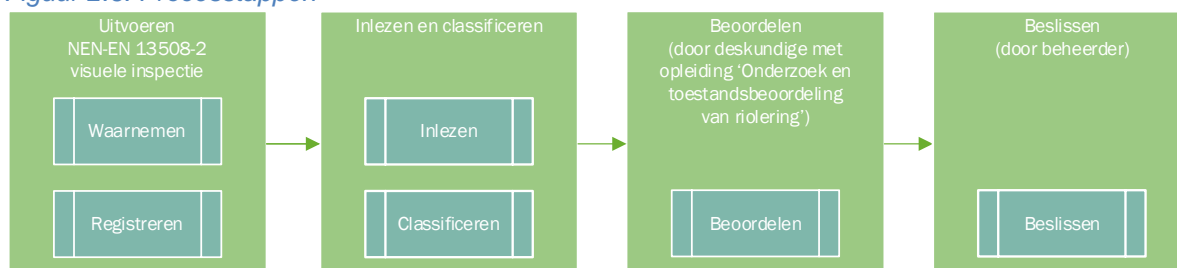 Uitvoeren
NEN-EN 13508-2
visuele inspectie
Waarnemen
Registreren
Inlezen en classificeren
Inlezen
Classificeren
Beoordelen
(door deskundige met
opleiding ‘Onderzoek en
toestandsbeoordeling
van riolering’)
Beoordelen
Beslissen
(door beheerder)
Beslissen